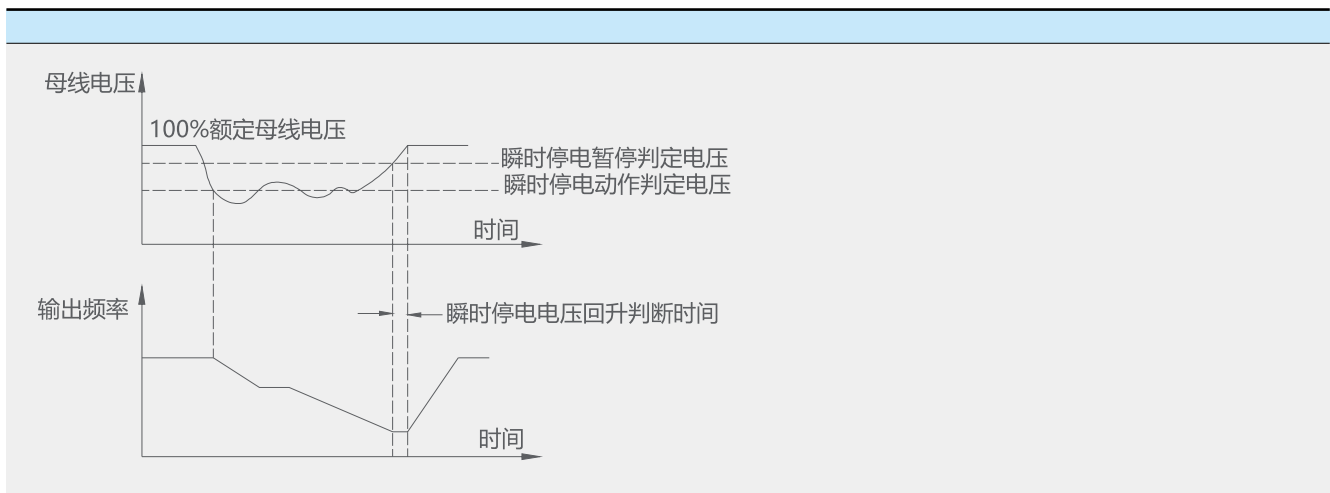 母线电压
100%额定母线电压
瞬时停电暂停判定电压
瞬时停电动作判定电压
时间
输出频率
瞬时停电电压回升判断时间
时间